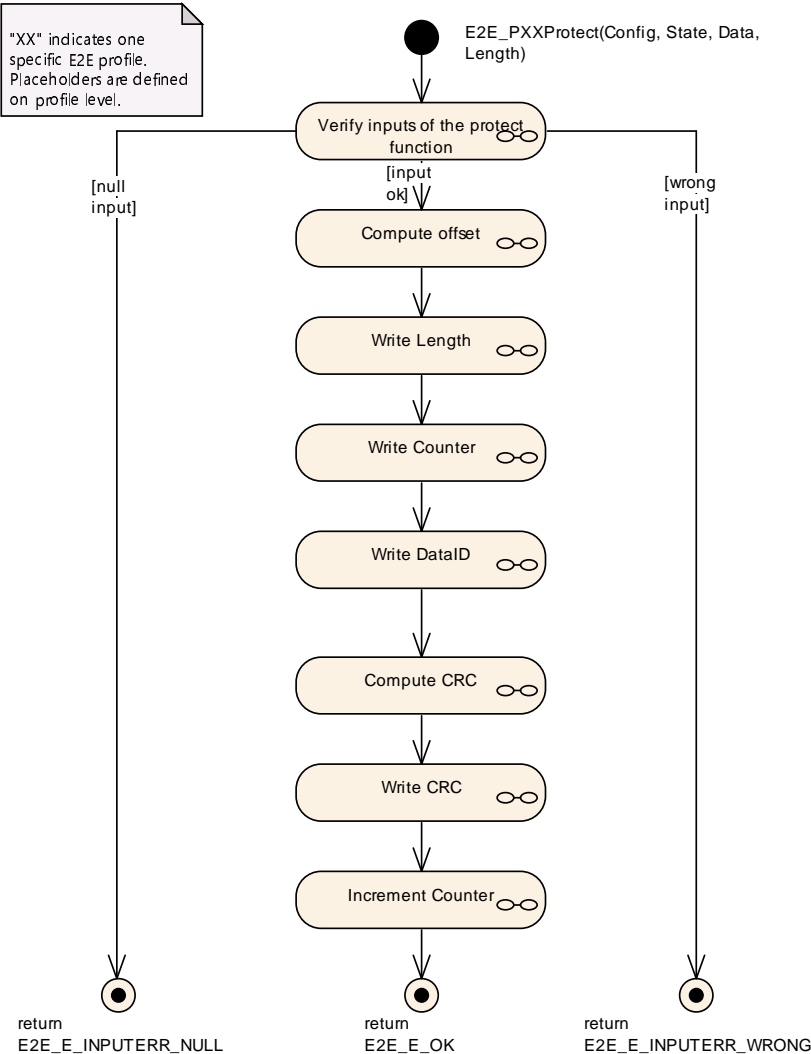 "XX" indicates one
specific E2E profile.
Placeholders are defined
on profile level.
E2E_PXXProtect(Config, State, Data,
Length)
Verify inputs of the protect
function
[null
input]
[input
ok]
[wrong
input]
Compute offset
Write Length
Write Counter
Write DataID
Compute CRC
Write CRC
Increment Counter
return
E2E_E_INPUTERR_NULL
return
E2E_E_OK
return
E2E_E_INPUTERR_WRONG